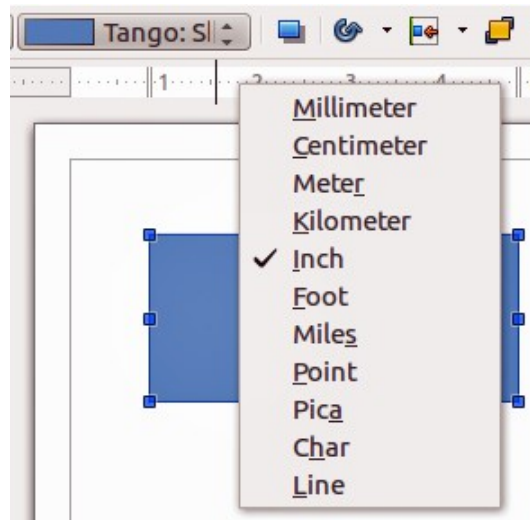 Tango: Sl
1 2 3 4
Millimeter
Centimeter
Meter
Kilometer
Inch
Foot
Miles
Point
Pica
Char
Line